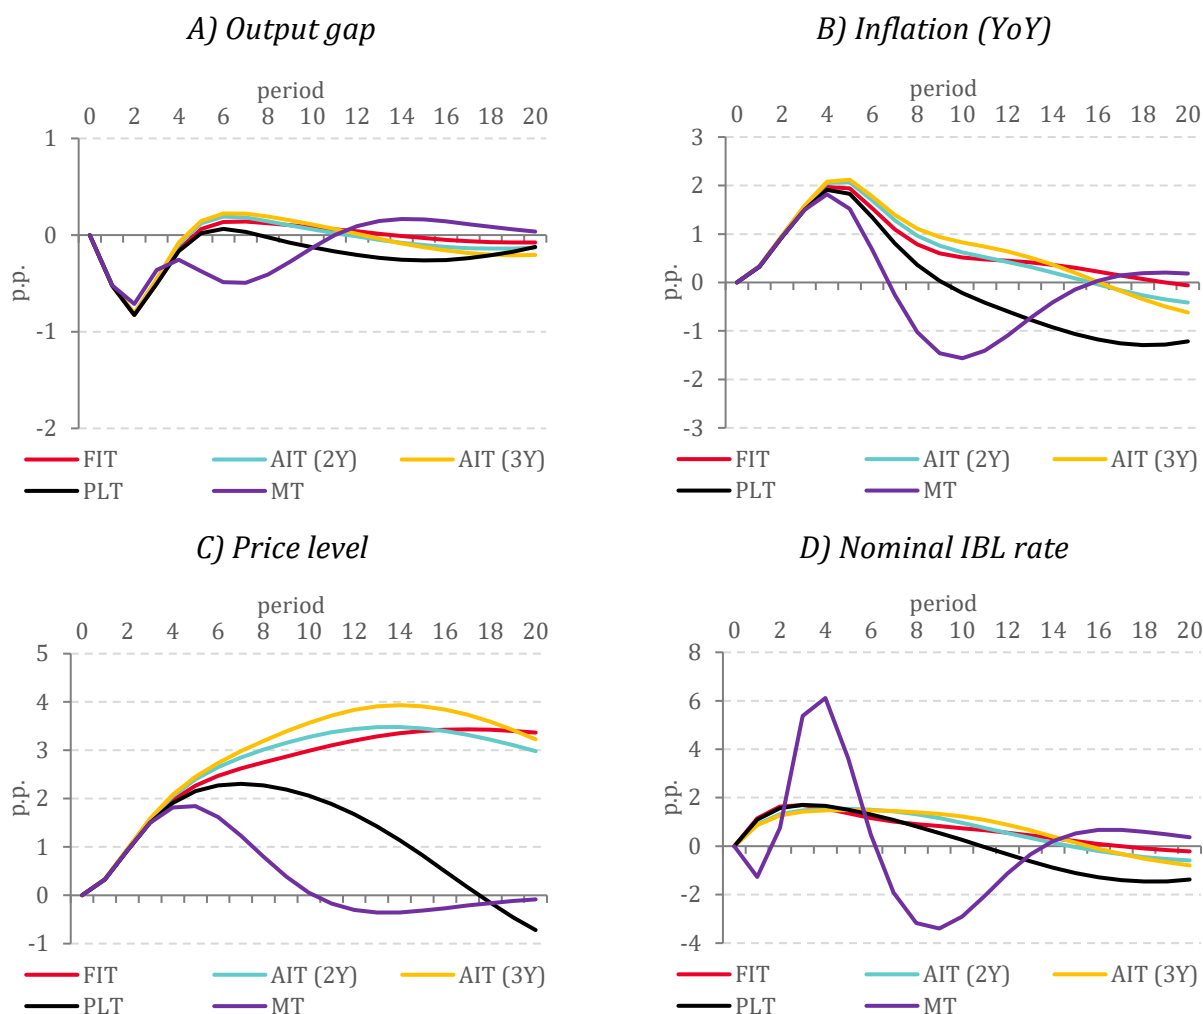 A) Output gap
period
0 2 4 6 8 10 12 14 16 18 20
1
0
-1
-2
p.p.
FIT AIT (2Y) AIT (3Y)
PLT MT
B) Inflation (YoY)
period
0 2 4 6 8 10 12 14 16 18 20
3
2
1
0
-1
-2
-3
p.p.
FIT AIT (2Y) AIT (3Y)
PLT MT
C) Price level
period
0 2 4 6 8 10 12 14 16 18 20
5
4
3
2
1
0
-1
p.p.
FIT AIT (2Y) AIT (3Y)
PLT MT
D) Nominal IBL rate
period
0 2 4 6 8 10 12 14 16 18 20
8
6
4
2
0
-2
-4
p.p.
FIT AIT (2Y) AIT (3Y)
PLT MT